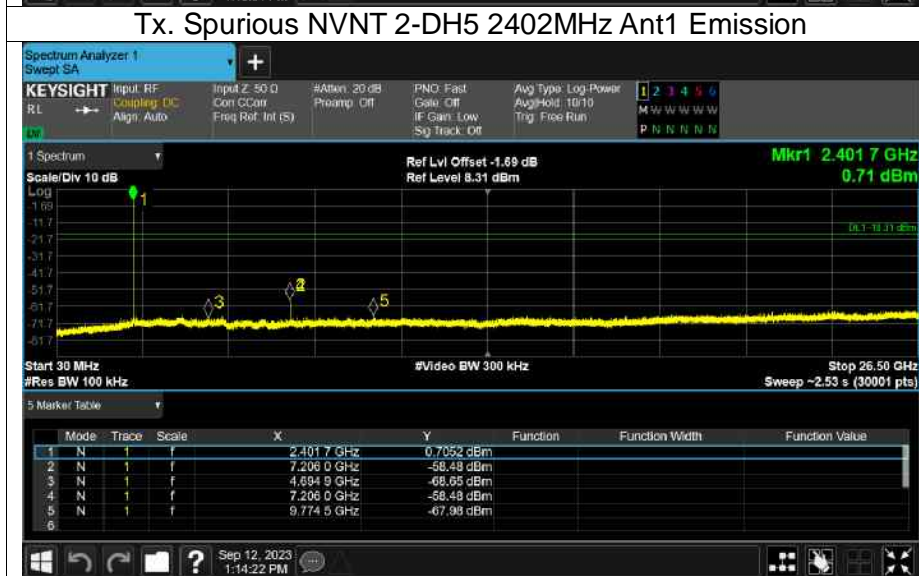 Tx. Spurious NVNT 2-DH5 2402MHz Ant1 Emission
Spectrum Analyzer 1
Swept SA
+
KEYSIGHT Input: RF Input Z: 50 Ω #Atten: 20 dB PNO: Fast Avg Type: Log-Power 1 2 3 4 5 6
RL Coupling: DC Corr CCorr Preamp: Off Gate: Off Avg|Hold: 10/10 M W W W W W
Align: Auto Freq Ref: Int (S) IF Gain: Low Trig: Free Run
Sig Track: Off P N N N N N
1 Spectrum Ref Lvl Offset -1.69 dB Mkr1 2.401 7 GHz
Scale/Div 10 dB Ref Level 8.31 dBm 0.71 dBm
Log
1
-1.69
-11.7
-21.7
-31.7
-41.7
-51.7
3
5
-61.7
-71.7
-81.7
Start 30 MHz #Video BW 300 kHz Stop 26.50 GHz
#Res BW 100 kHz Sweep ~2.53 s (30001 pts)
5 Marker Table
Mode Trace Scale X Y Function Function Width Function Value
1 N 1 f 2.401 7 GHz 0.7052 dBm
2 N 1 f 7.206 0 GHz -58.48 dBm
3 N 1 f 4.694 9 GHz -68.65 dBm
4 N 1 f 7.206 0 GHz -58.48 dBm
5 N 1 f 9.774 5 GHz -67.98 dBm
6
? Sep 12, 2023
1:14:22 PM